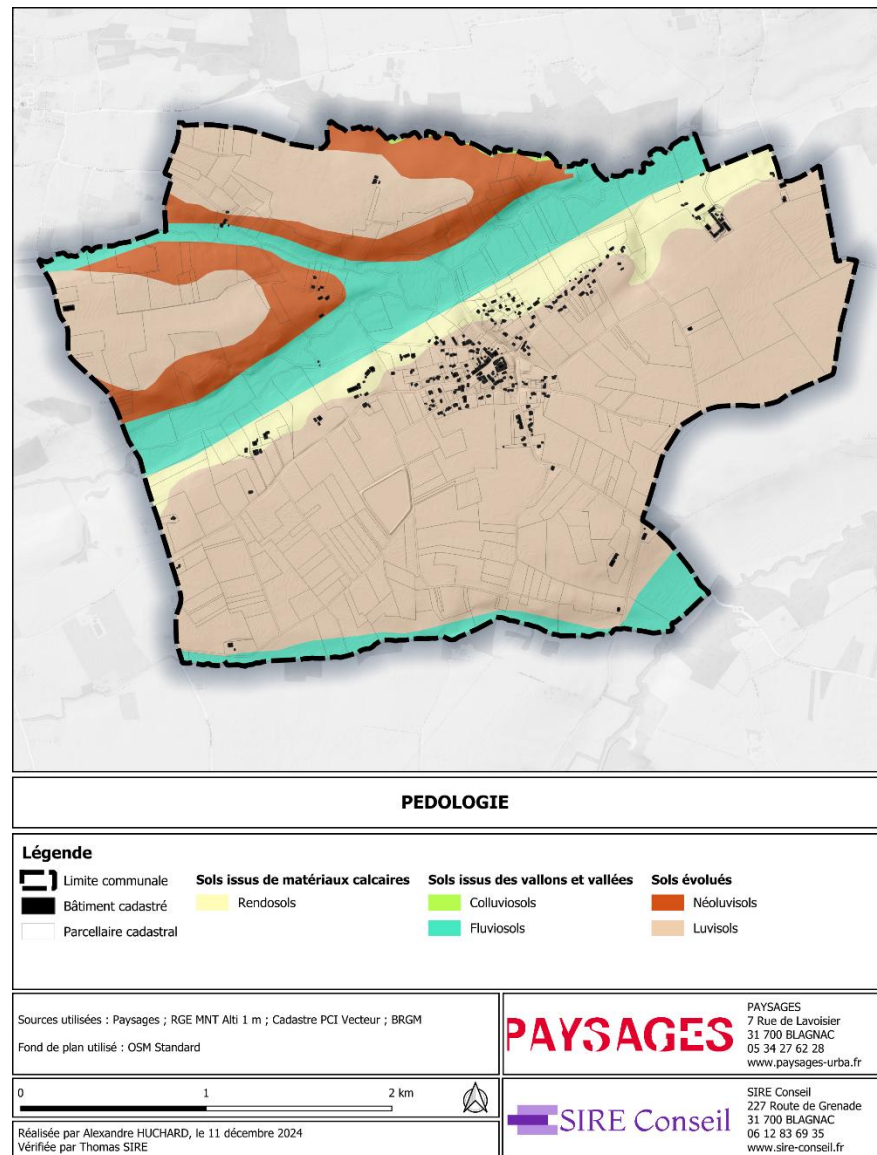 PEDOLOGIE
Légende
Limite communale
Bâtiment cadastré
Parcellaire cadastral
Sols issus de matériaux calcaires
Rendosols
Sols issus des vallons et vallées
Colluviosols
Fluviosols
Sols évolués
Néoluvisols
Luvisols
Sources utilisées : Paysages ; RGE MNT Alti 1 m ; Cadastre PCI Vecteur ; BRGM
Fond de plan utilisé : OSM Standard
PAYSAGES
PAYSAGES
7 Rue de Lavoisier
31 700 BLAGNAC
05 34 27 62 28
www.paysages-urba.fr
0 1 2 km
Réalisée par Alexandre HUCHARD, le 11 décembre 2024
Vérifiée par Thomas SIRE
SIRE Conseil
SIRE Conseil
227 Route de Grenade
31 700 BLAGNAC
06 12 83 69 35
www.sire-conseil.fr